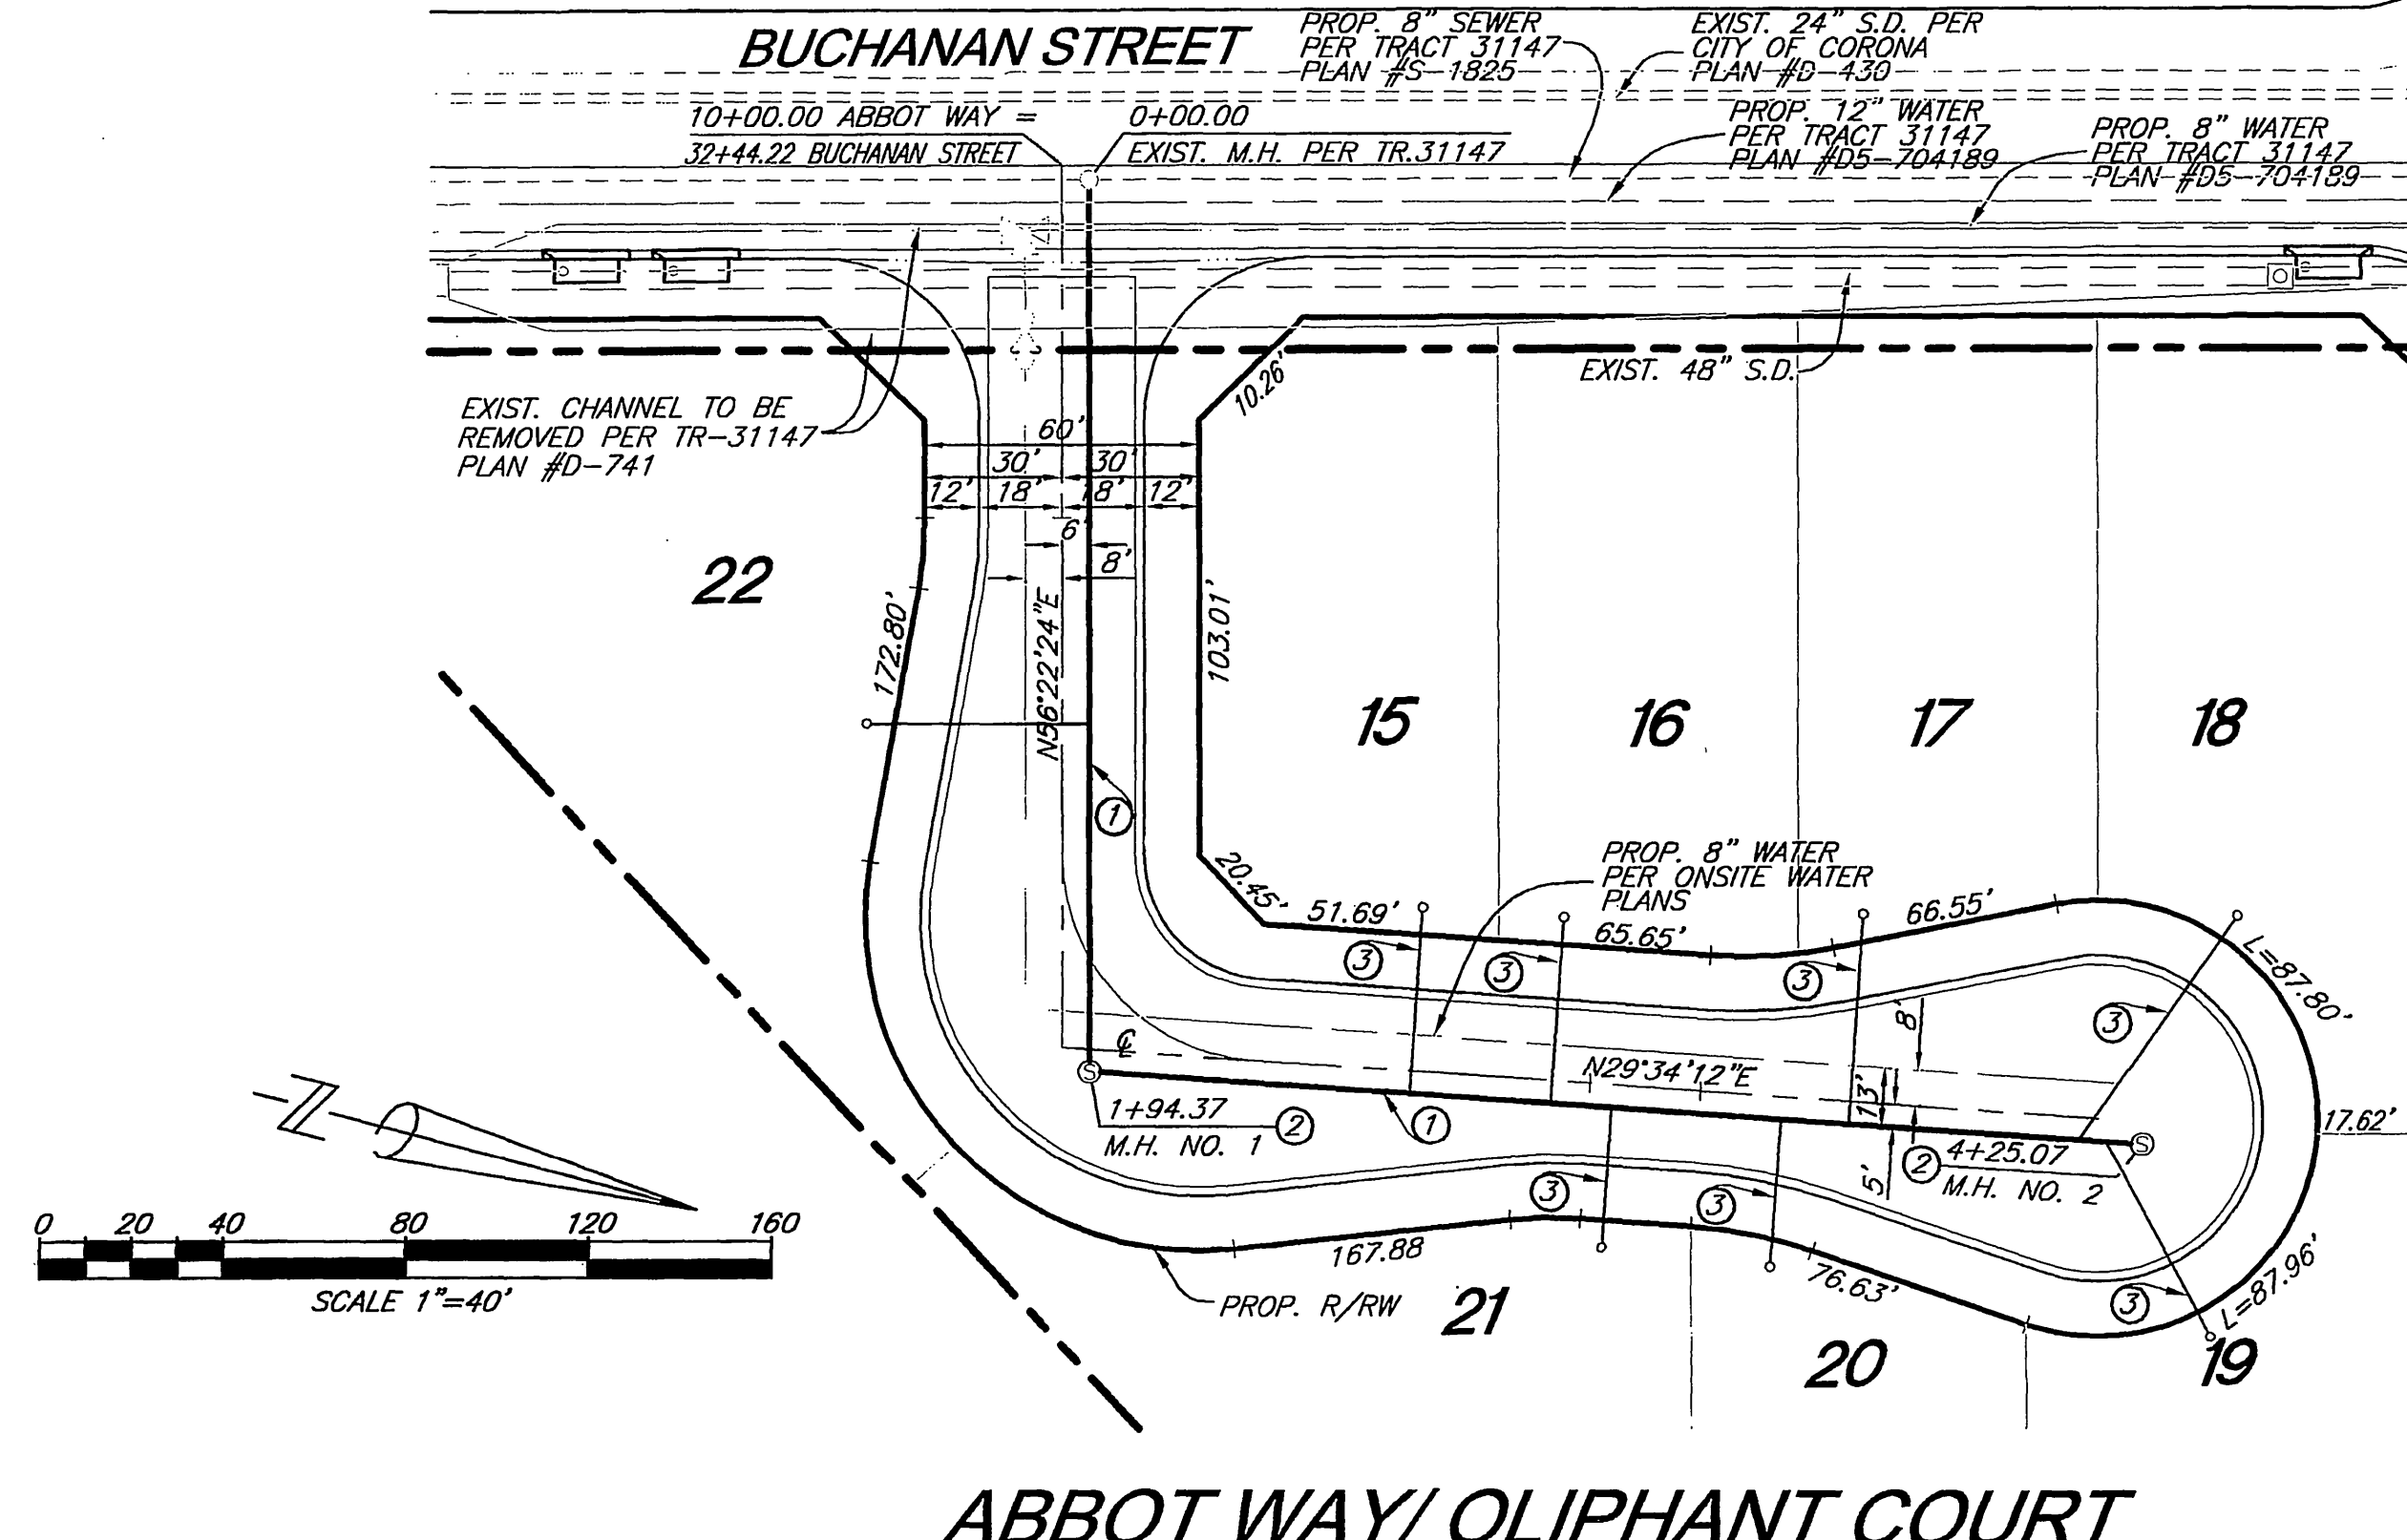 BUCHANAN STREET
PROP. 8" SEWER
PER TRACT 31147
PLAN #S-1825
EXIST. 24" S.D. PER
CITY OF CORONA
PLAN #D-430
10+00.00 ABBOT WAY =
32+44.22 BUCHANAN STREET
0+00.00
EXIST. M.H. PER TR.31147
PROP. 12" WATER
PER TRACT 31147
PLAN #D5-704189
PROP. 8" WATER
PER TRACT 31147
PLAN #D5-704189
EXIST. 48" S.D.
10.26'
EXIST. CHANNEL TO BE
REMOVED PER TR-31147
PLAN #D-741
60'
30' 30'
12' 18' 18' 12'
6'
8'
22
172.80'
N56°22'24"E
103.01'
15
16
17
18
1
20.45'
PROP. 8" WATER
PER ONSITE WATER
PLANS
51.69'
65.65'
66.55'
3
3
3
3
L=87.80'
8'
℄
N29°34'12"E
13'
S
1+94.37
M.H. NO. 1
2
1
5'
2
4+25.07
M.H. NO. 2
S
17.62'
3
3
3
167.88
76.63'
L=87.96'
PROP. R/RW
21
20
19
N
0 20 40 80 120 160
SCALE 1"=40'
ABBOT WAY/ OLIPHANT COURT